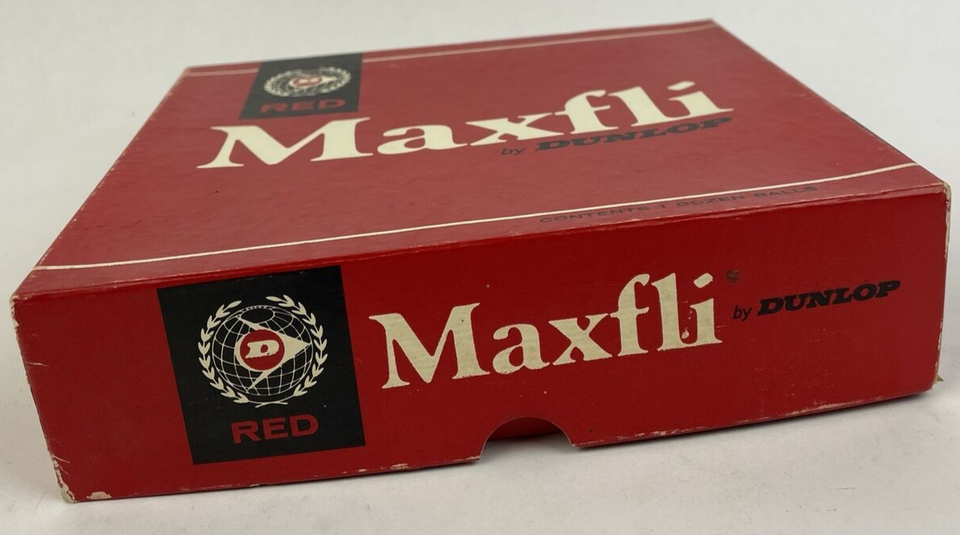 RED
Maxfli
by DUNLOP
CONTENTS 1 DOZEN BALLS
D
RED
Maxfli
by DUNLOP